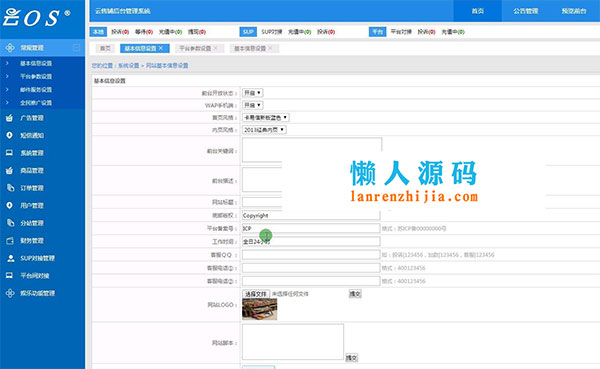 云OS®
云傲铺后台管理系统
首页 公告管理 预览前台
本站 投诉(0) 等待(0) 充值中(0) 提现(0) SUP SUP对接 充值中(0) 投诉(0) 平台 平台对接 投诉(0) 充值中(0)
首页 基本信息设置 × 平台参数设置 × 基本信息设置 ×
常规管理
基本信息设置
平台参数设置
邮件服务设置
全民推广设置
广告管理
短信通知
系统管理
商品管理
订单管理
用户管理
分站管理
财务管理
SUP对接管理
平台间对接
娱乐功能管理
您的位置：系统设置 - 网站基本信息设置
基本信息设置
前台开放状态： 开启
WAP手机端： 开启
首页风格： 卡易信新版蓝色
内页风格： 2013经典内页
前台关键词：
前台描述：
网站标题：
底部版权： Copyright
平台备案号： ICP 格式：苏ICP备00000000号
工作时间： 全日24小时
客服QQ ： 如：投诉|123456，加款|123456，客服|123456
客服电话①： 格式：400123456
客服电话②： 格式：400123456
网站LOGO： 选择文件 未选择任何文件 提交
网站脚本： 提交
懒人源码
lanrenzhijia.com